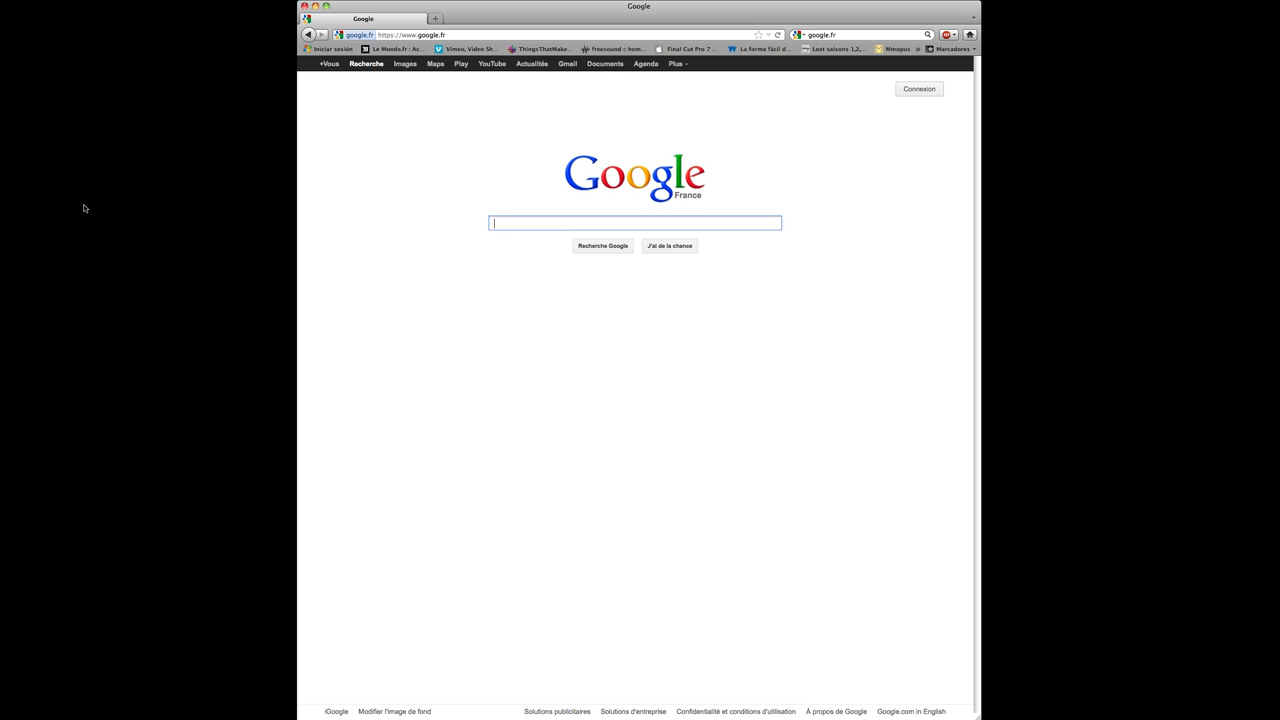 Google
Google
google.fr https://www.google.fr google.fr
Iniciar sesión Le Monde.fr : Ac... Vimeo, Video Sh... ThingsThatMake... freesound :: hom... Final Cut Pro 7 ... La forma fácil d... Lost saisons 1,2,... Mmopus » Marcadores
+Vous Recherche Images Maps Play YouTube Actualités Gmail Documents Agenda Plus
Connexion
Google
France
Recherche Google J'ai de la chance
iGoogle Modifier l'image de fond Solutions publicitaires Solutions d'entreprise Confidentialité et conditions d'utilisation À propos de Google Google.com in English